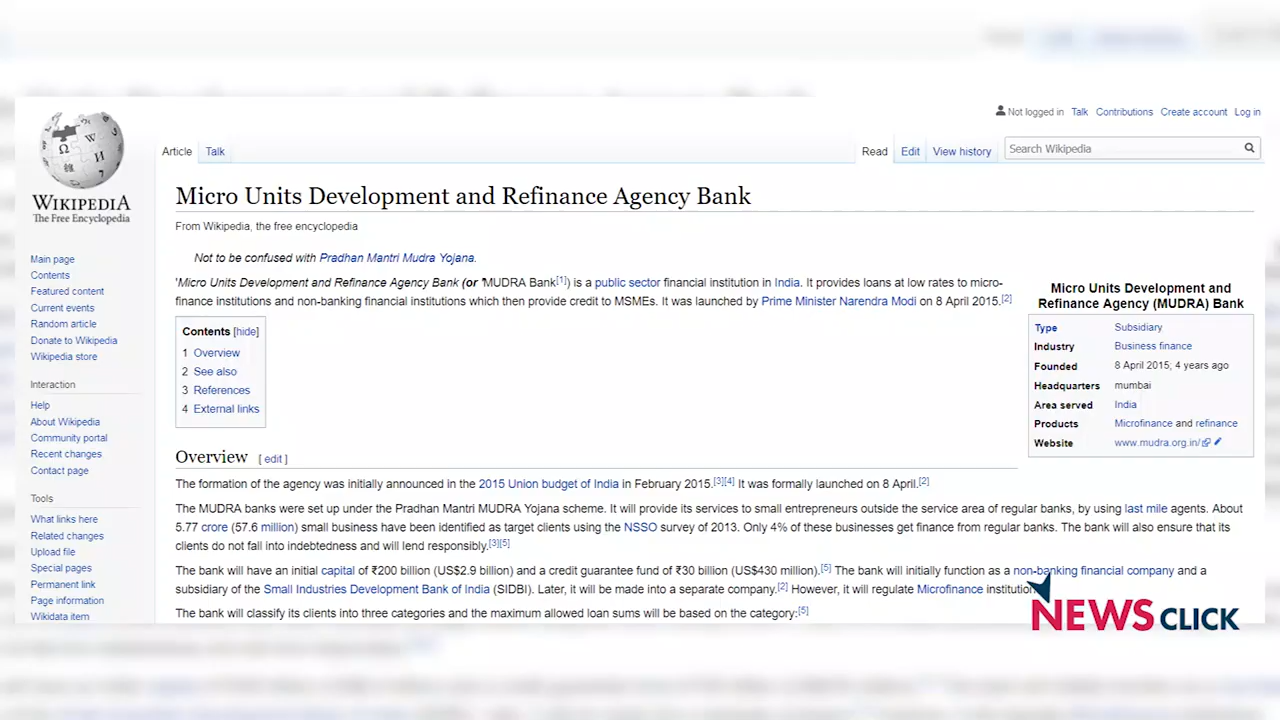 Not logged in Talk Contributions Create account Log in
Article Talk Read Edit View history Search Wikipedia
WIKIPEDIA
The Free Encyclopedia
Main page
Contents
Featured content
Current events
Random article
Donate to Wikipedia
Wikipedia store
Interaction
Help
About Wikipedia
Community portal
Recent changes
Contact page
Tools
What links here
Related changes
Upload file
Special pages
Permanent link
Page information
Wikidata item
Micro Units Development and Refinance Agency Bank
From Wikipedia, the free encyclopedia
Not to be confused with Pradhan Mantri Mudra Yojana.
'Micro Units Development and Refinance Agency Bank (or 'MUDRA Bank[1]) is a public sector financial institution in India. It provides loans at low rates to micro-
finance institutions and non-banking financial institutions which then provide credit to MSMEs. It was launched by Prime Minister Narendra Modi on 8 April 2015.[2]
Contents [hide]
1 Overview
2 See also
3 References
4 External links
Micro Units Development and
Refinance Agency (MUDRA) Bank
Type Subsidiary
Industry Business finance
Founded 8 April 2015; 4 years ago
Headquarters mumbai
Area served India
Products Microfinance and refinance
Website www.mudra.org.in/
Overview [ edit ]
The formation of the agency was initially announced in the 2015 Union budget of India in February 2015.[3][4] It was formally launched on 8 April.[2]
The MUDRA banks were set up under the Pradhan Mantri MUDRA Yojana scheme. It will provide its services to small entrepreneurs outside the service area of regular banks, by using last mile agents. About
5.77 crore (57.6 million) small business have been identified as target clients using the NSSO survey of 2013. Only 4% of these businesses get finance from regular banks. The bank will also ensure that its
clients do not fall into indebtedness and will lend responsibly.[3][5]
The bank will have an initial capital of ₹200 billion (US$2.9 billion) and a credit guarantee fund of ₹30 billion (US$430 million).[5] The bank will initially function as a non-banking financial company and a
subsidiary of the Small Industries Development Bank of India (SIDBI). Later, it will be made into a separate company.[2] However, it will regulate Microfinance institution
The bank will classify its clients into three categories and the maximum allowed loan sums will be based on the category:[5]
NEWSCLICK